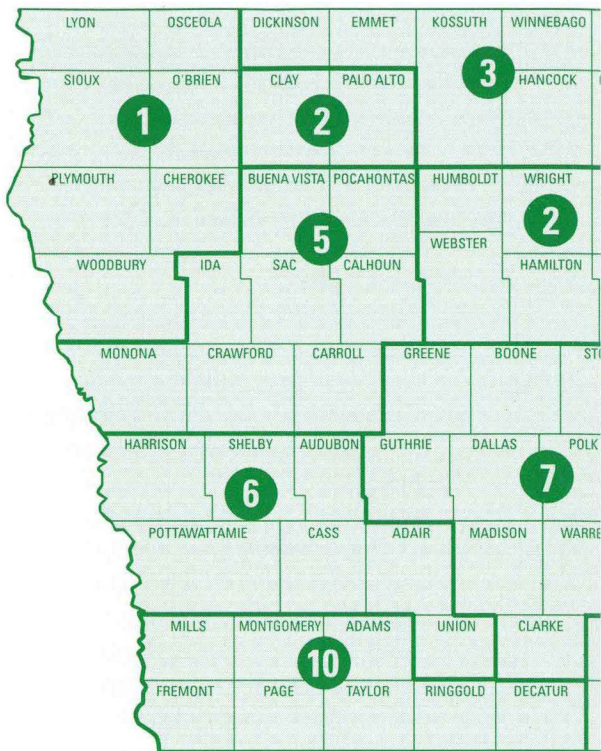 LYON OSCEOLA DICKINSON EMMET KOSSUTH WINNEBAGO
3
SIOUX O'BRIEN CLAY PALO ALTO HANCOCK
1 2
PLYMOUTH CHEROKEE BUENA VISTA POCAHONTAS HUMBOLDT WRIGHT
5 2
WEBSTER
WOODBURY IDA SAC CALHOUN HAMILTON
MONONA CRAWFORD CARROLL GREENE BOONE STO
HARRISON SHELBY AUDUBON GUTHRIE DALLAS POLK
6 7
POTTAWATTAMIE CASS ADAIR MADISON WARRE
MILLS MONTGOMERY ADAMS UNION CLARKE
10
FREMONT PAGE TAYLOR RINGGOLD DECATUR